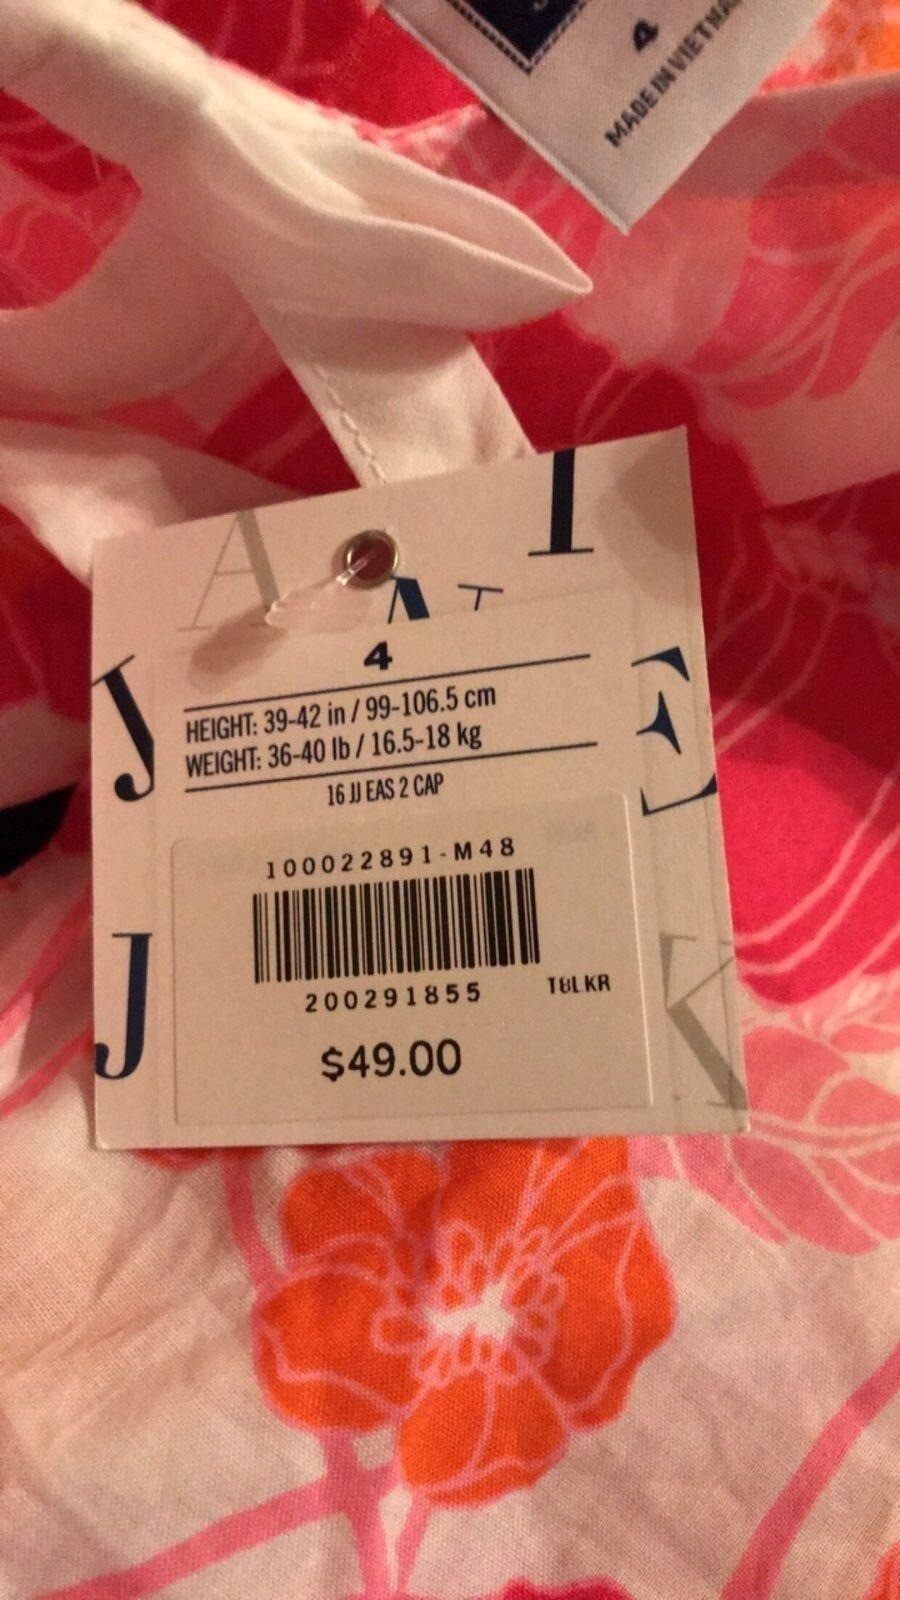 4
MADE IN VIETNA
A I
4
HEIGHT: 39-42 in / 99-106.5 cm
WEIGHT: 36-40 lb / 16.5-18 kg
16 JJ EAS 2 CAP
J
E
100022891-M48
200291855
T8LKR
$49.00
J
K